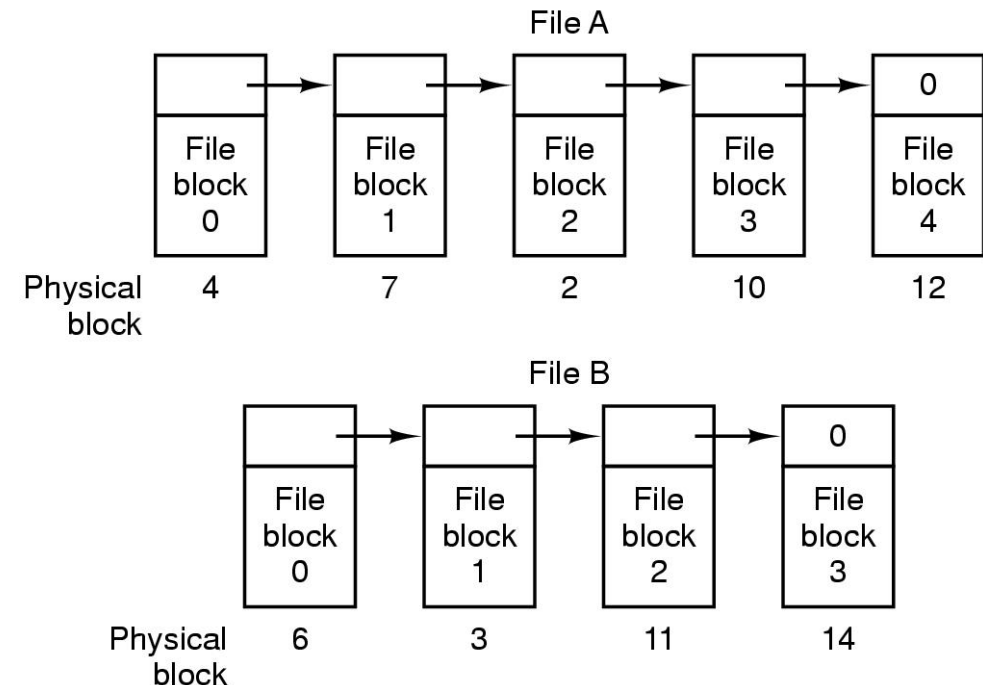 File A
0
File
block
0
File
block
1
File
block
2
File
block
3
File
block
4
Physical
block
4
7
2
10
12
File B
0
File
block
0
File
block
1
File
block
2
File
block
3
Physical
block
6
3
11
14